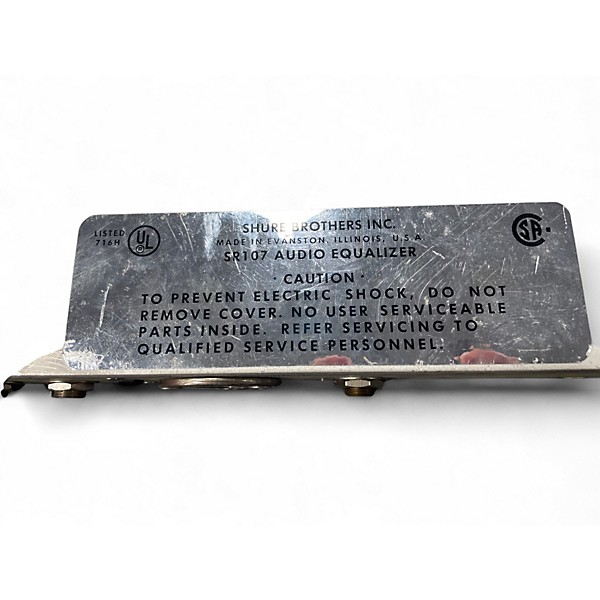 LISTED
716H
UL
®
SHURE BROTHERS INC.
MADE IN EVANSTON, ILLINOIS, U.S.A
SR107 AUDIO EQUALIZER
· CAUTION ·
TO PREVENT ELECTRIC SHOCK, DO NOT
REMOVE COVER. NO USER SERVICEABLE
PARTS INSIDE. REFER SERVICING TO
QUALIFIED SERVICE PERSONNEL.
SA